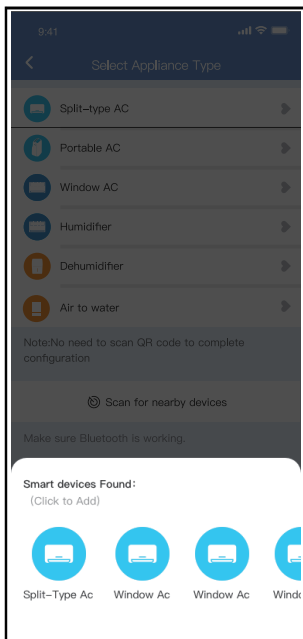 9:41
Select Appliance Type
Split-type AC
Portable AC
Window AC
Humidifier
Dehumidifier
Air to water
Note:No need to scan QR code to complete
configuration
Scan for nearby devices
Make sure Bluetooth is working.
Smart devices Found:
(Click to Add)
Split-Type Ac Window Ac Window Ac Windo